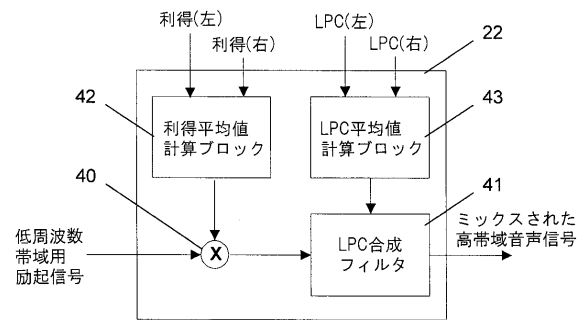 利得(左)
利得(右)
LPC(左)
LPC(右)
22
42
利得平均値
計算ブロック
LPC平均値
計算ブロック
43
40
41
低周波数
帯域用
励起信号
X
LPC合成
フィルタ
ミックスされた
高帯域音声信号